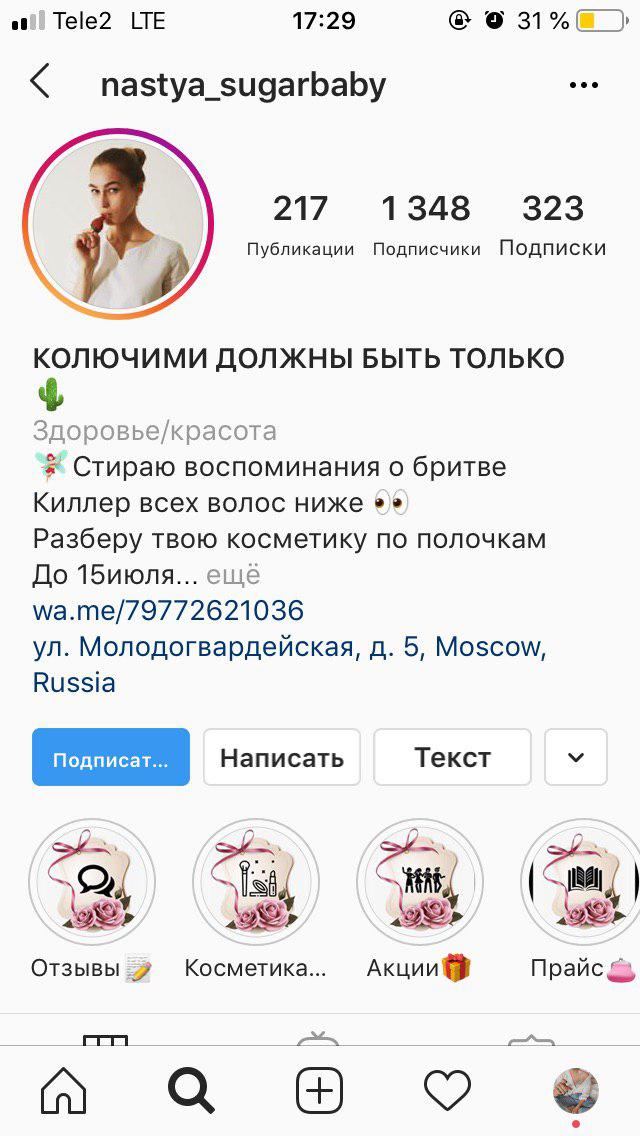 Tele2 LTE 17:29 31 %
nastya_sugarbaby
217 1 348 323
Публикации Подписчики Подписки
КОЛЮЧИМИ ДОЛЖНЫ БЫТЬ ТОЛЬКО
🌵
Здоровье/красота
🧚🏻‍♀️Стираю воспоминания о бритве
Киллер всех волос ниже 👀
Разберу твою косметику по полочкам
До 15июля... ещё
wa.me/79772621036
ул. Молодогвардейская, д. 5, Moscow,
Russia
Подписат... Написать Текст
Отзывы📝 Косметика... Акции🎁 Прайс👛